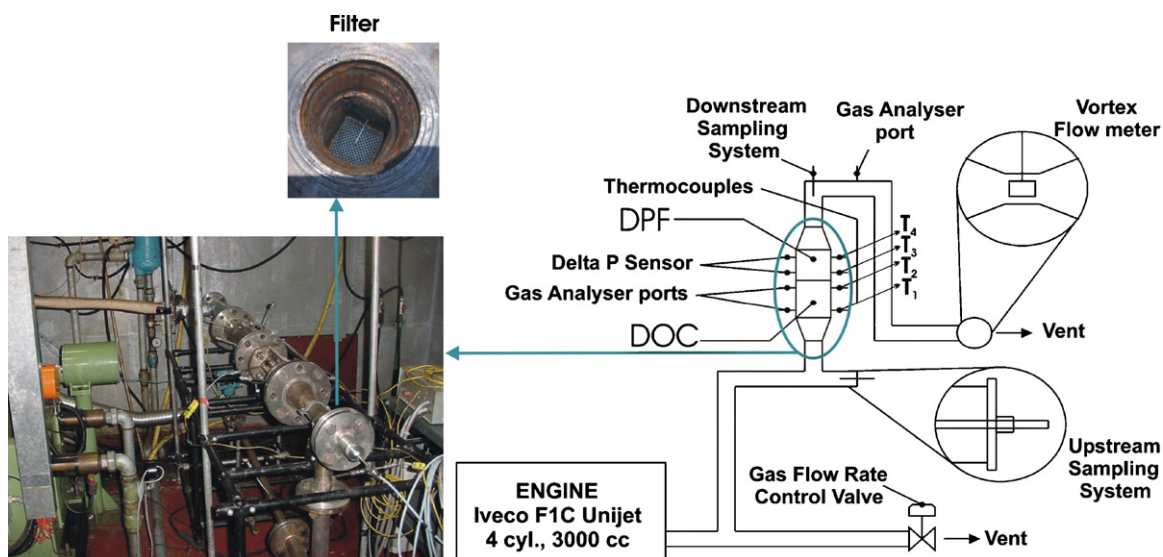 Filter
Downstream
Sampling
System
Gas Analyser
port
Vortex
Flow meter
Thermocouples
DPF
T4
T3
T2
T1
Delta P Sensor
Gas Analyser ports
DOC
Vent
Upstream
Sampling
System
Gas Flow Rate
Control Valve
ENGINE
Iveco F1C Unijet
4 cyl., 3000 cc
Vent